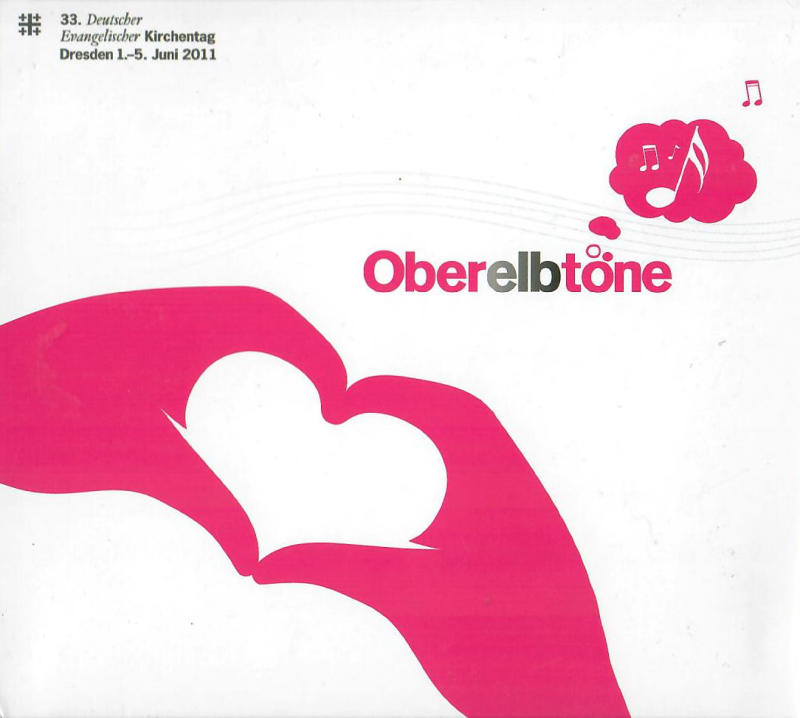 33. Deutscher
Evangelischer Kirchentag
Dresden 1.–5. Juni 2011
Oberelbtöne